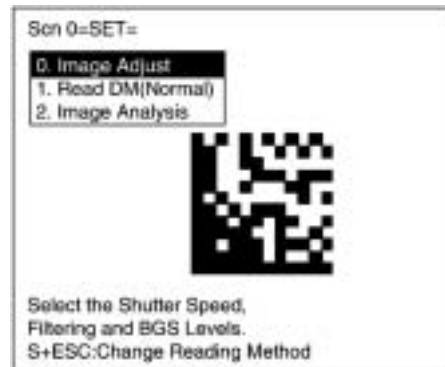 Scn 0=SET=
0. Image Adjust
1. Read DM(Normal)
2. Image Analysis
Select the Shutter Speed,
Filtering and BGS Levels.
S+ESC:Change Reading Method